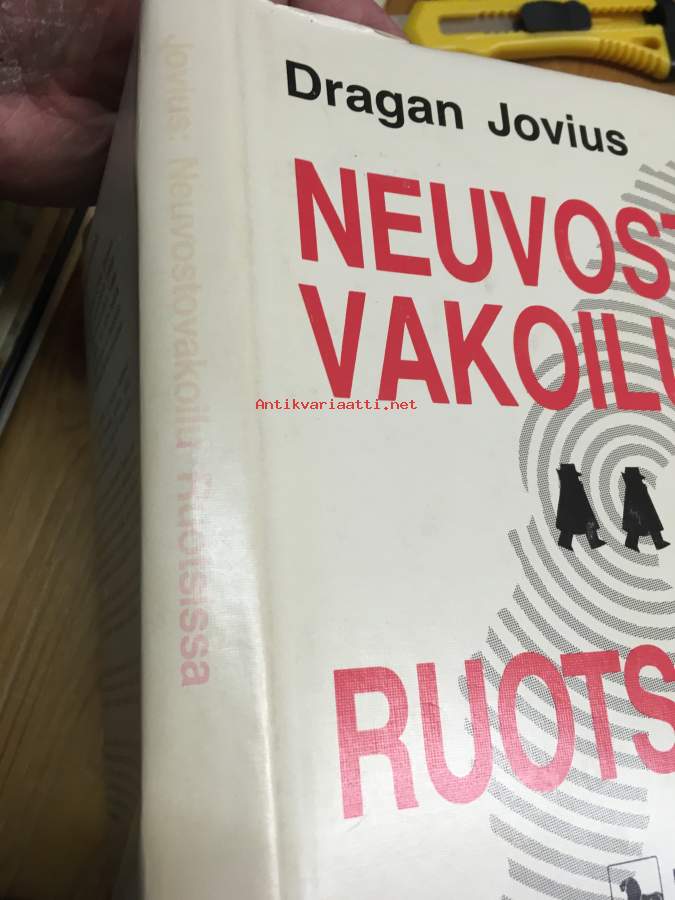 Dragan Jovius
NEUVOST
VAKOILU
RUOTS
Jovius: Neuvostovakoilu Ruotsissa
Antikvariaatti.net